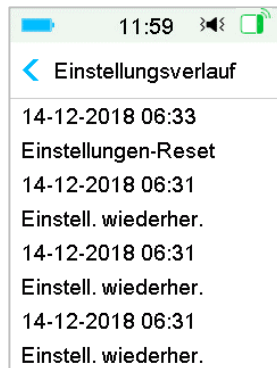 11:59
Einstellungsverlauf
14-12-2018 06:33
Einstellungen-Reset
14-12-2018 06:31
Einstell. wiederher.
14-12-2018 06:31
Einstell. wiederher.
14-12-2018 06:31
Einstell. wiederher.